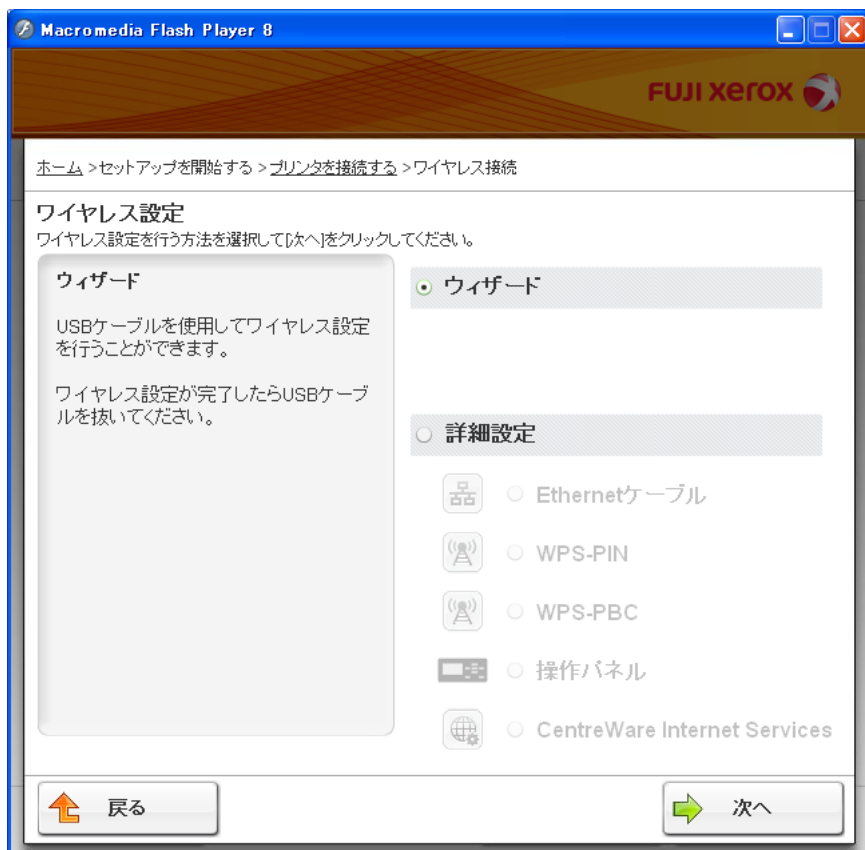 Macromedia Flash Player 8
FUJI xerox
ホーム >セットアップを開始する >プリンタを接続する >ワイヤレス接続
ワイヤレス設定
ワイヤレス設定を行う方法を選択して[次へ]をクリックしてください。
ウィザード
USBケーブルを使用してワイヤレス設定
を行うことができます。
ワイヤレス設定が完了したらUSBケーブ
ルを抜いてください。
ウィザード
詳細設定
Ethernetケーブル
WPS-PIN
WPS-PBC
操作パネル
CentreWare Internet Services
戻る
次へ